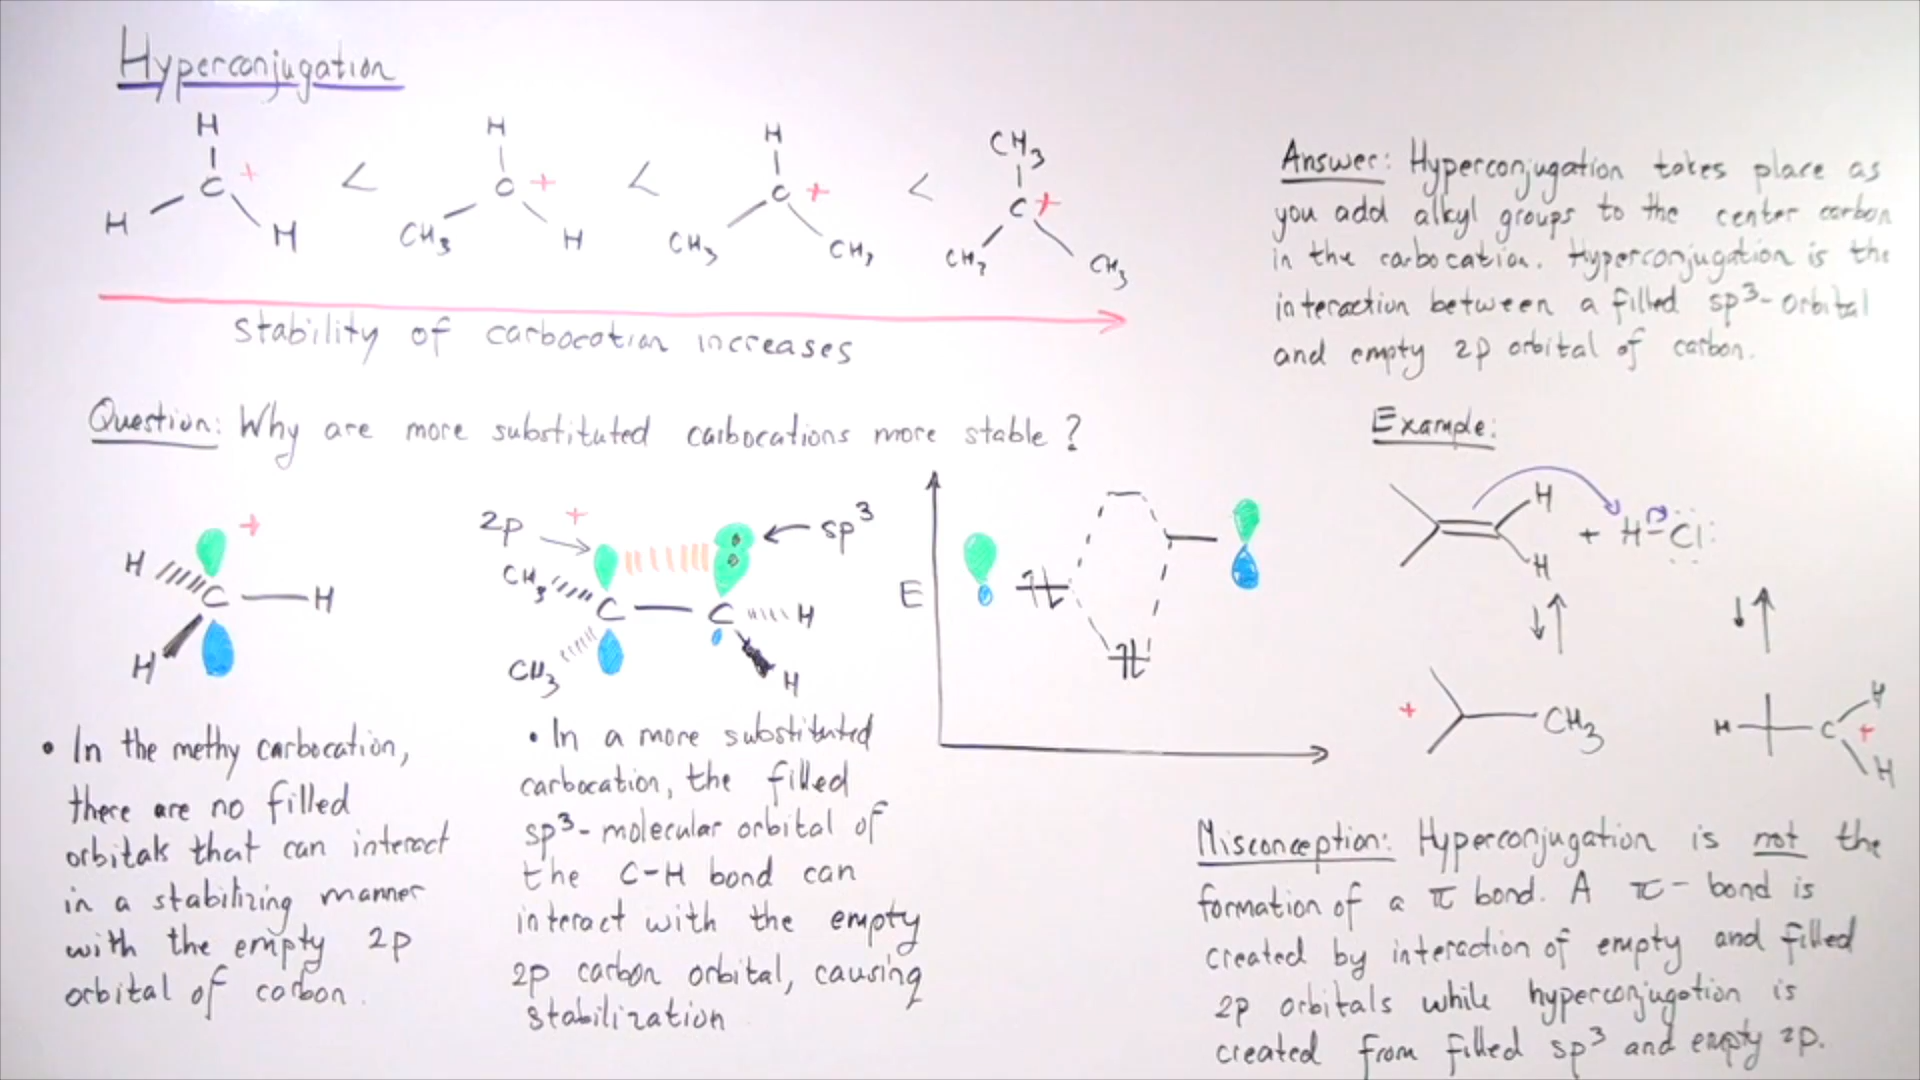 Hyperconjugation
H H H CH3
C + < C + < C + < C +
H H CH3 H CH3 CH3 CH3 CH3
stability of carbocation increases
Question: Why are more substituted carbocations more stable?
H + C H H
2p + sp3
CH3 C C H
CH3 H
• In the methy carbocation,
there are no filled
orbitals that can interact
in a stabilizing manner
with the empty 2p
orbital of carbon.
• In a more substituted
carbocation, the filled
sp3-molecular orbital of
the C-H bond can
interact with the empty
2p carbon orbital, causing
stabilization
E
Answer: Hyperconjugation takes place as
you add alkyl groups to the center carbon
in the carbocation. Hyperconjugation is the
interaction between a filled sp3-orbital
and empty 2p orbital of carbon.
Example:
H
+ H-Cl:
H
+ CH3
H C H +
H
Misconception: Hyperconjugation is not the
formation of a π bond. A π-bond is
created by interaction of empty and filled
2p orbitals while hyperconjugation is
created from filled sp3 and empty 2p.